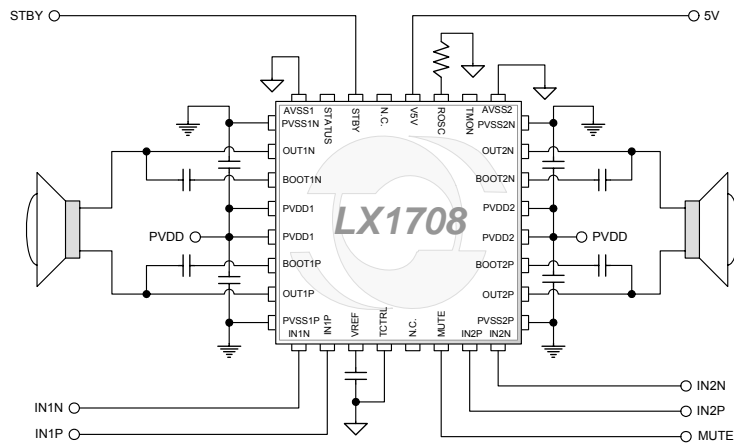 STBY
5V
AVSS1
STATUS
STBY
N.C.
V5V
ROSC
TMON
AVSS2
PVSS1N
PVSS2N
OUT1N
OUT2N
BOOT1N
BOOT2N
PVDD1
PVDD2
LX1708
PVDD
PVDD1
PVDD2
PVDD
BOOT1P
BOOT2P
OUT1P
OUT2P
PVSS1P
PVSS2P
IN1N
IN1P
VREF
TCTRL
N.C.
MUTE
IN2P
IN2N
IN1N
IN2N
IN2P
IN1P
MUTE